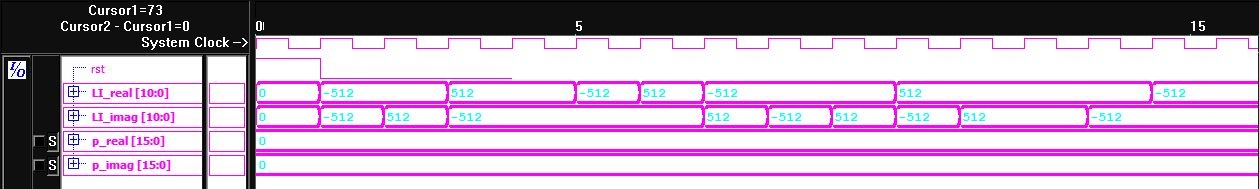 Cursor1=73
Cursor2 - Cursor1=0
System Clock ->
0 5 15
I/O
rst
LI_real [10:0] 0 -512 512 -512 512 -512 512 -512
LI_imag [10:0] 0 -512 512 -512 512 -512 512 -512 512 -512
S p_real [15:0] 0
S p_imag [15:0] 0